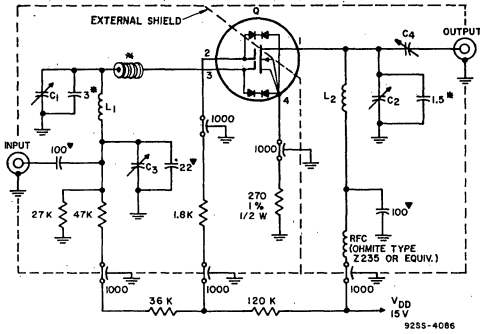 EXTERNAL SHIELD
Q
OUTPUT
1
2
3
4
C4
C1
3*
L1
L2
C2
1.5*
1000
1000
INPUT
100▼
C3
22▼
27K
47K
1.8K
270
1%
1/2 W
100▼
RFC
(OHMITE TYPE
Z235 OR EQUIV.)
1000
1000
1000
36 K
120 K
VDD
15V
92SS-4086